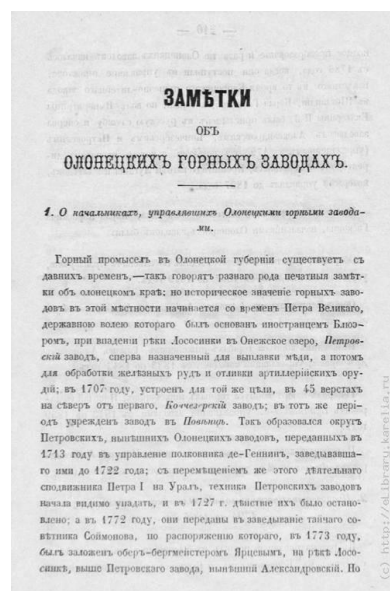 ЗАМѢТКИ
ОБЪ
ОЛОНЕЦКИХЪ ГОРНЫХЪ ЗАВОДАХЪ.
1. О начальникахъ, управлявшихъ Олонецкими горными завода-
ми.
Горный промыселъ въ Олонецкой губерніи существуетъ съ
давнихъ временъ,—такъ говорятъ разнаго рода печатныя замѣт-
ки объ олонецкомъ краѣ; но историческое значеніе горныхъ заво-
довъ въ этой мѣстности начинается со временъ Петра Великаго,
державною волею котораго былъ основанъ иностранцемъ Блюэ-
ромъ, при впаденіи рѣки Лососинки въ Онежское озеро, Петров-
скій заводъ, сперва назначенный для выплавки мѣди, а потомъ
для обработки желѣзныхъ рудъ и отливки артиллерійскихъ ору-
дій; въ 1707 году, устроенъ для той же цѣли, въ 45 верстахъ
на сѣверъ отъ перваго, Кончезерскій заводъ; въ тотъ же пері-
одъ учрежденъ заводъ въ Повѣнцѣ. Такъ образовался округъ
Петровскихъ, нынѣшнихъ Олонецкихъ заводовъ, переданныхъ въ
1713 году въ управленіе полковника де-Геннинъ, завѣдывавша-
го ими до 1722 года; съ перемѣщеніемъ же этого дѣятельнаго
сподвижника Петра I на Уралъ, техника Петровскихъ заводовъ
начала видимо упадать, и въ 1727 г. дѣйствіе ихъ было остано-
влено; а въ 1772 году, они переданы въ завѣдываніе тайнаго со-
вѣтника Соймонова, по распоряженію котораго, въ 1773 году,
былъ заложенъ оберъ-бергмейстеромъ Ярцевымъ, на рѣкѣ Лосо-
синкѣ, выше Петровскаго завода, нынѣшній Александровскій. Но
(c) http://elibrary.karelia.ru